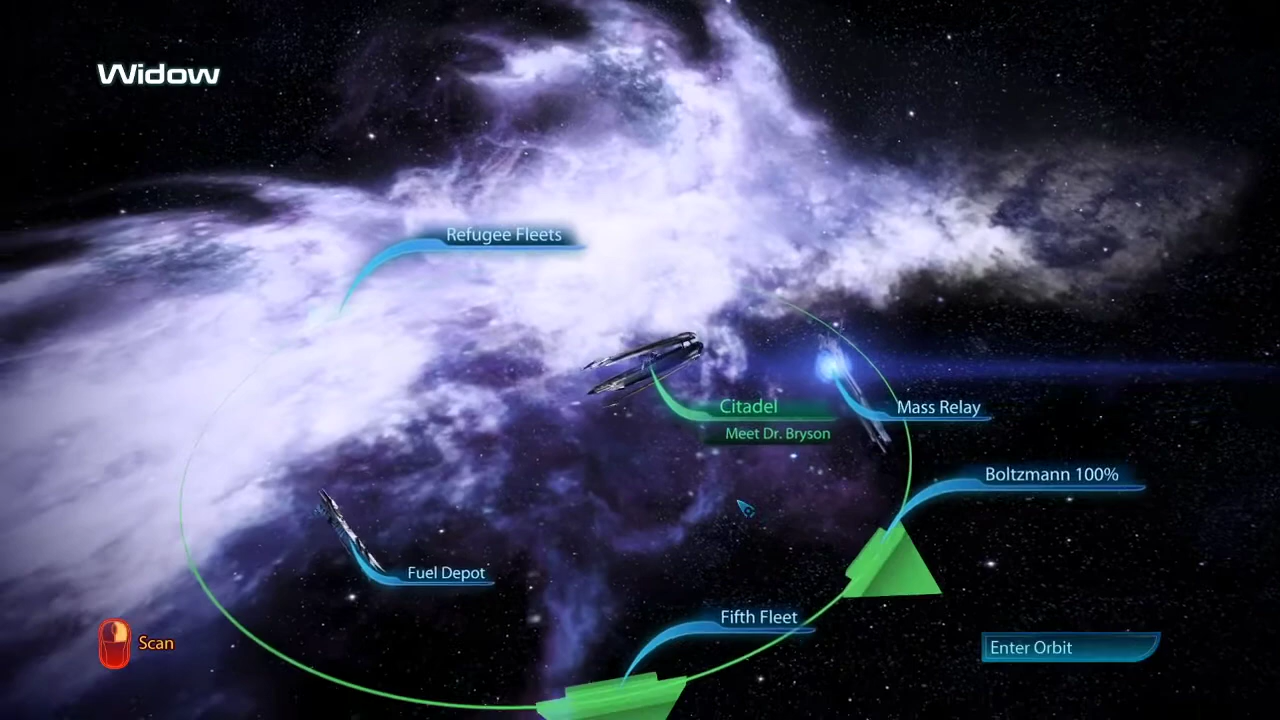 Widow
Refugee Fleets
Citadel
Meet Dr. Bryson
Mass Relay
Boltzmann 100%
Fuel Depot
Fifth Fleet
Scan
Enter Orbit